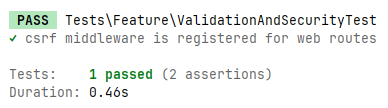 PASS Tests\Feature\ValidationAndSecurityTest
✓ csrf middleware is registered for web routes
Tests: 1 passed (2 assertions)
Duration: 0.46s